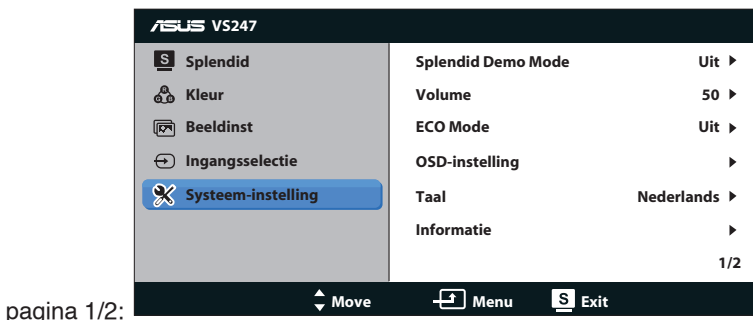 ASUS VS247
Splendid
Kleur
Beeldinst
Ingangsselectie
Systeem-instelling
Splendid Demo Mode Uit
Volume 50
ECO Mode Uit
OSD-instelling
Taal Nederlands
Informatie
1/2
Move Menu S Exit
pagina 1/2: